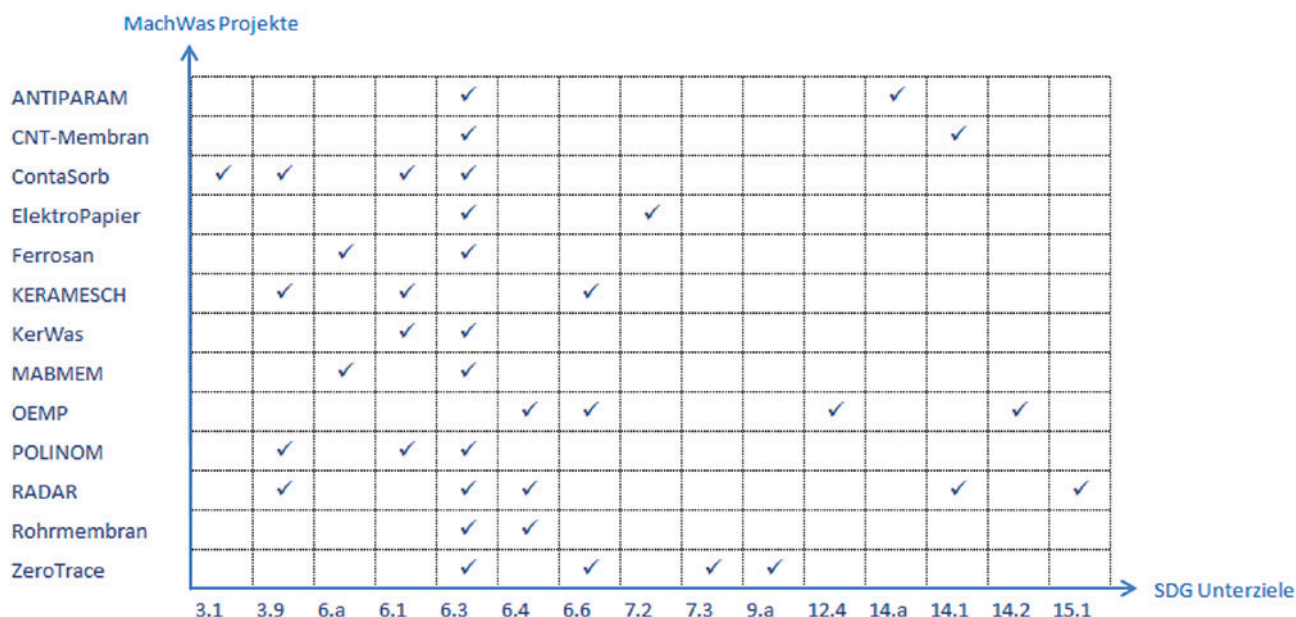 MachWas Projekte
ANTIPARAM ✓ ✓
CNT-Membran ✓ ✓
ContaSorb ✓ ✓ ✓ ✓
ElektroPapier ✓ ✓
Ferrosan ✓ ✓
KERAMESCH ✓ ✓ ✓
KerWas ✓ ✓
MABMEM ✓ ✓
OEMP ✓ ✓ ✓ ✓
POLINOM ✓ ✓ ✓
RADAR ✓ ✓ ✓ ✓ ✓
Rohrmembran ✓ ✓
ZeroTrace ✓ ✓ ✓ ✓
3.1 3.9 6.a 6.1 6.3 6.4 6.6 7.2 7.3 9.a 12.4 14.a 14.1 14.2 15.1 SDG Unterziele